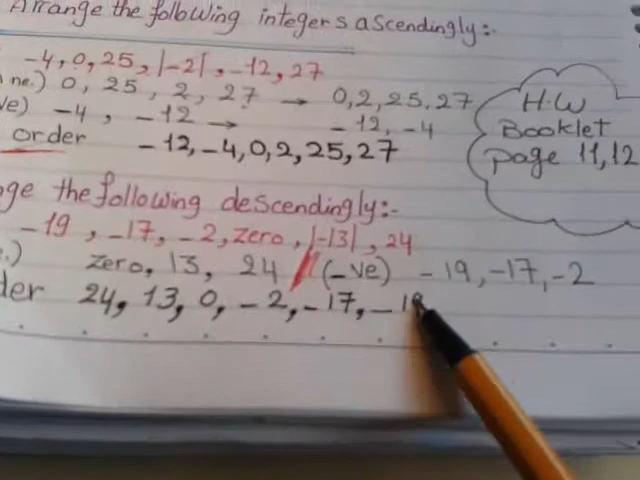 Arrange the following integers ascendingly:-
-4, 0, 25, |-2|, -12, 27
ne.) 0, 25, 2, 27 → 0, 2, 25, 27
ve) -4, -12 → -12, -4
order -12, -4, 0, 2, 25, 27
H.W
Booklet
page 11, 12
the following descendingly:-
-19, -17, -2, zero, |-13|, 24
zero, 13, 24 / (-ve) -19, -17, -2
24, 13, 0, -2, -17, -19